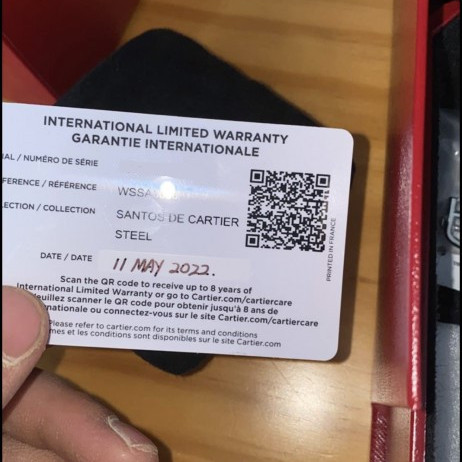 INTERNATIONAL LIMITED WARRANTY
GARANTIE INTERNATIONALE
IAL / NUMÉRO DE SÉRIE
FERENCE / RÉFÉRENCE WSSA
LECTION / COLLECTION SANTOS DE CARTIER
STEEL
DATE / DATE 11 MAY 2022.
Scan the QR code to receive up to 8 years of
International Limited Warranty or go to Cartier.com/cartiercare
euillez scanner le QR code pour obtenir jusqu'à 8 ans de
nationale ou connectez-vous sur le site Cartier.com/cartiercare
Please refer to cartier.com for its terms and conditions
mes et les conditions sont disponibles sur le site Cartier.com
PRINTED IN FRANCE